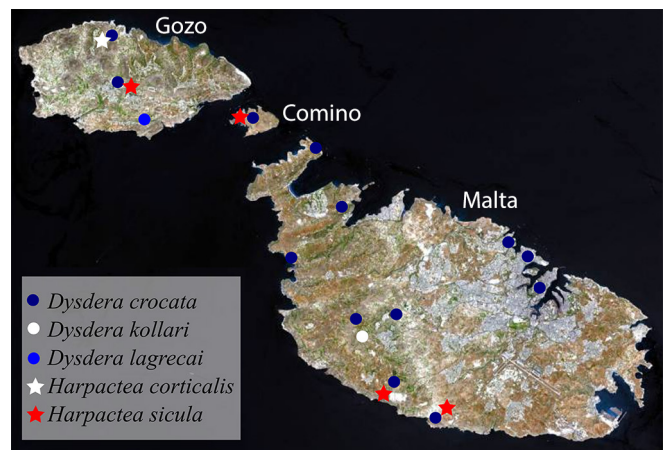 Gozo
Comino
Malta
Dysdera crocata
Dysdera kollari
Dysdera lagrecai
Harpactea corticalis
Harpactea sicula